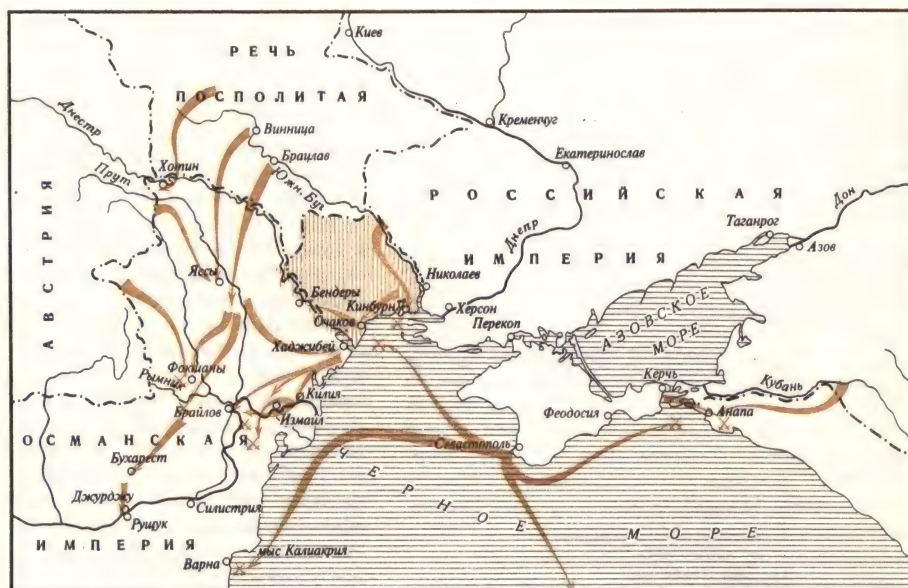 Киев
РЕЧЬ
ПОСПОЛИТАЯ
Днестр
Винница
Кременчуг
Хотин
Брацлав
Екатеринослав
Прут
Южн. Буг
РОССИЙСКАЯ
Дон
АВСТРИЯ
Днепр
Таганрог
Азов
ИМПЕРИЯ
Яссы
Николаев
Бендеры
Кинбурн
Херсон
АЗОВСКОЕ
МОРЕ
Очаков
Перекоп
Хаджибей
Фокшаны
Рымник
Керчь
Кубань
Килия
Брайлов
Измаил
Феодосия
Анапа
ОСМАНСКАЯ
Севастополь
Бухарест
ЧЕРНОЕ
Джурджу
Силистрия
Рущук
МОРЕ
ИМПЕРИЯ
мыс Калиакрия
Варна